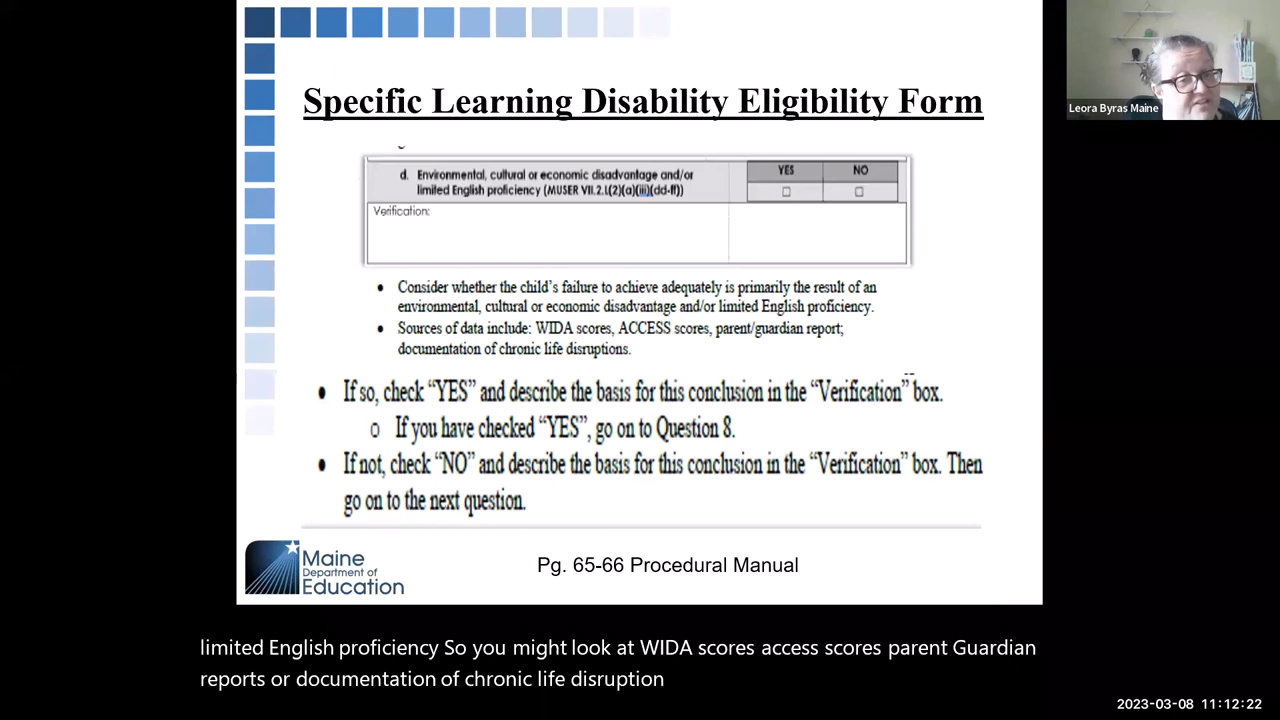 Specific Learning Disability Eligibility Form
d. Environmental, cultural or economic disadvantage and/or
limited English proficiency (MUSER VII.2.L(2)(a)(iii)(dd-ff))
YES NO
Verification:
• Consider whether the child's failure to achieve adequately is primarily the result of an
environmental, cultural or economic disadvantage and/or limited English proficiency.
• Sources of data include: WIDA scores, ACCESS scores, parent/guardian report;
documentation of chronic life disruptions.
• If so, check “YES” and describe the basis for this conclusion in the “Verification” box.
o If you have checked “YES”, go on to Question 8.
• If not, check “NO” and describe the basis for this conclusion in the “Verification” box. Then
go on to the next question.
Maine
Department of
Education
Pg. 65-66 Procedural Manual
Leora Byras Maine
limited English proficiency So you might look at WIDA scores access scores parent Guardian
reports or documentation of chronic life disruption
2023-03-08 11:12:22